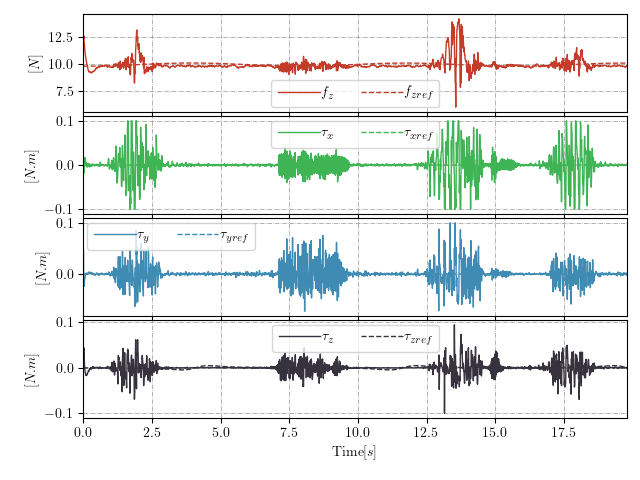 [N]
12.5
10.0
7.5
f_z f_zref
[N.m]
0.1
0.0
−0.1
τ_x τ_xref
[N.m]
0.1
0.0
τ_y τ_yref
[N.m]
0.1
0.0
−0.1
τ_z τ_zref
0.0 2.5 5.0 7.5 10.0 12.5 15.0 17.5
Time[s]